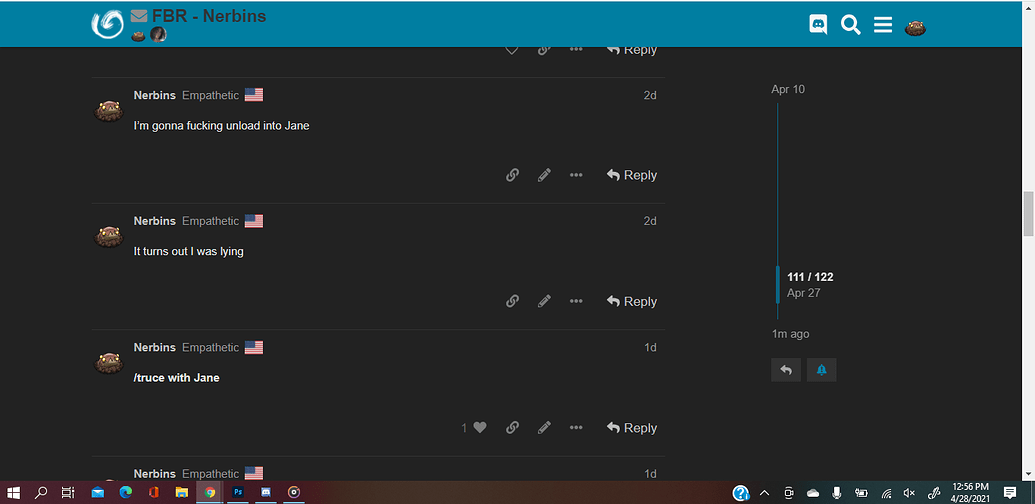 FBR - Nerbins
Reply
Nerbins Empathetic 2d
I'm gonna fucking unload into Jane
Reply
Nerbins Empathetic 2d
It turns out I was lying
Reply
Nerbins Empathetic 1d
/truce with Jane
1 Reply
Nerbins Empathetic 1d
Apr 10
111 / 122
Apr 27
1m ago
12:56 PM
4/28/2021